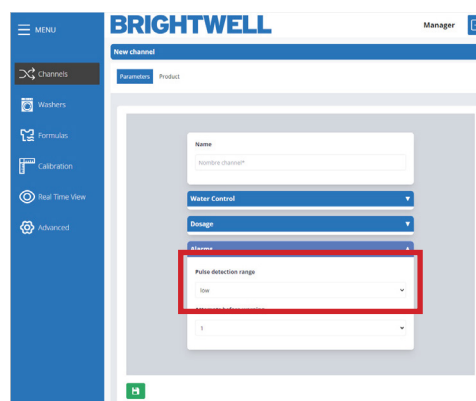 MENU
BRIGHTWELL
Manager
New channel
Channels
Parameters Product
Washers
Formulas
Name
Nombre channel*
Calibration
Water Control
Real Time View
Dosage
Advanced
Alarms
Pulse detection range
low
1